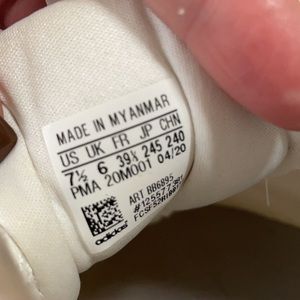 MADE IN MYANMAR
US UK FR JP CHN
7½ 6 39⅓ 245 240
PMA 20M001 04/20
ART BB6895
adidas